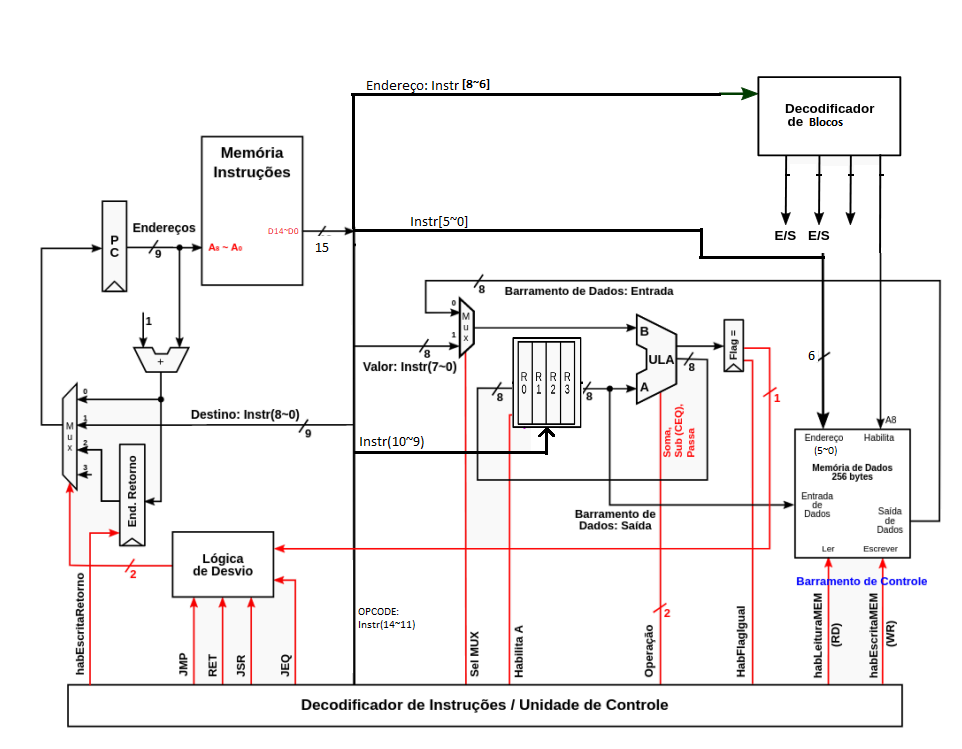 Endereço: Instr [8~6]
Decodificador
de Blocos
E/S
E/S
Memória
Instruções
A₈ ~ A₀
D14~D0
15
P
C
Endereços
9
1
+
Instr[5~0]
8
Barramento de Dados: Entrada
0
1
M
u
x
8
Valor: Instr(7~0)
B
ULA
A
8
Flag =
1
6
R
0
R
1
R
2
R
3
8
8
Soma,
Sub (CEQ),
Passa
0
1
2
3
M
u
x
Destino: Instr(8~0)
9
Instr(10~9)
End. Retorno
A8
Endereço
(5~0)
Habilita
Memória de Dados
256 bytes
Entrada
de
Dados
Saída
de
Dados
Ler
Escrever
Barramento de
Dados: Saída
Lógica
de Desvio
2
Barramento de Controle
OPCODE:
Instr(14~11)
2
habEscritaRetorno
JMP
RET
JSR
JEQ
Sel MUX
Habilita A
Operação
HabFlagIgual
habLeituraMEM
(RD)
habEscritaMEM
(WR)
Decodificador de Instruções / Unidade de Controle